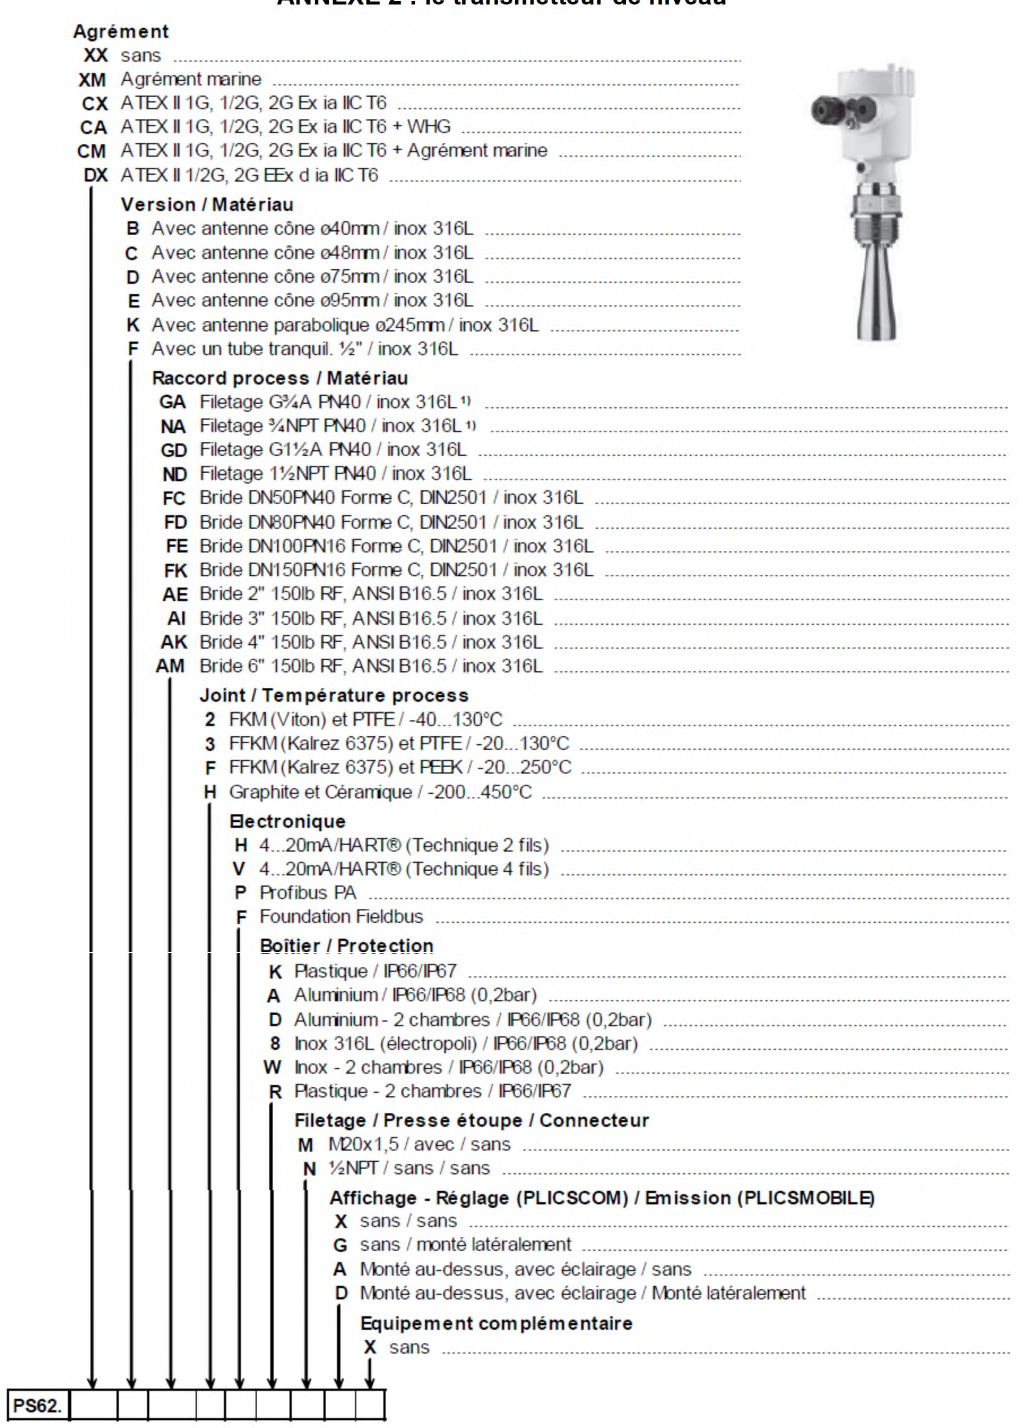 ANNEXE 2 : le transmetteur de niveau
Agrément
XX sans
XM Agrément marine
CX ATEX II 1G, 1/2G, 2G Ex ia IIC T6
CA ATEX II 1G, 1/2G, 2G Ex ia IIC T6 + WHG
CM ATEX II 1G, 1/2G, 2G Ex ia IIC T6 + Agrément marine
DX ATEX II 1/2G, 2G EEx d ia IIC T6
Version / Matériau
B Avec antenne cône ø40mm / inox 316L
C Avec antenne cône ø48mm / inox 316L
D Avec antenne cône ø75mm / inox 316L
E Avec antenne cône ø95mm / inox 316L
K Avec antenne parabolique ø245mm / inox 316L
F Avec un tube tranquil. ½" / inox 316L
Raccord process / Matériau
GA Filetage G¾A PN40 / inox 316L 1)
NA Filetage ¾NPT PN40 / inox 316L 1)
GD Filetage G1½A PN40 / inox 316L
ND Filetage 1½NPT PN40 / inox 316L
FC Bride DN50PN40 Forme C, DIN2501 / inox 316L
FD Bride DN80PN40 Forme C, DIN2501 / inox 316L
FE Bride DN100PN16 Forme C, DIN2501 / inox 316L
FK Bride DN150PN16 Forme C, DIN2501 / inox 316L
AE Bride 2" 150lb RF, ANSI B16.5 / inox 316L
AI Bride 3" 150lb RF, ANSI B16.5 / inox 316L
AK Bride 4" 150lb RF, ANSI B16.5 / inox 316L
AM Bride 6" 150lb RF, ANSI B16.5 / inox 316L
Joint / Température process
2 FKM (Viton) et PTFE / -40...130°C
3 FFKM (Kalrez 6375) et PTFE / -20...130°C
F FFKM (Kalrez 6375) et PEEK / -20...250°C
H Graphite et Céramique / -200...450°C
Electronique
H 4...20mA/HART® (Technique 2 fils)
V 4...20mA/HART® (Technique 4 fils)
P Profibus PA
F Foundation Fieldbus
Boîtier / Protection
K Plastique / IP66/IP67
A Aluminium / IP66/IP68 (0,2bar)
D Aluminium - 2 chambres / IP66/IP68 (0,2bar)
8 Inox 316L (électropoli) / IP66/IP68 (0,2bar)
W Inox - 2 chambres / IP66/IP68 (0,2bar)
R Plastique - 2 chambres / IP66/IP67
Filetage / Presse étoupe / Connecteur
M M20x1,5 / avec / sans
N ½NPT / sans / sans
Affichage - Réglage (PLICSCOM) / Emission (PLICSMOBILE)
X sans / sans
G sans / monté latéralement
A Monté au-dessus, avec éclairage / sans
D Monté au-dessus, avec éclairage / Monté latéralement
Equipement complémentaire
X sans
PS62.